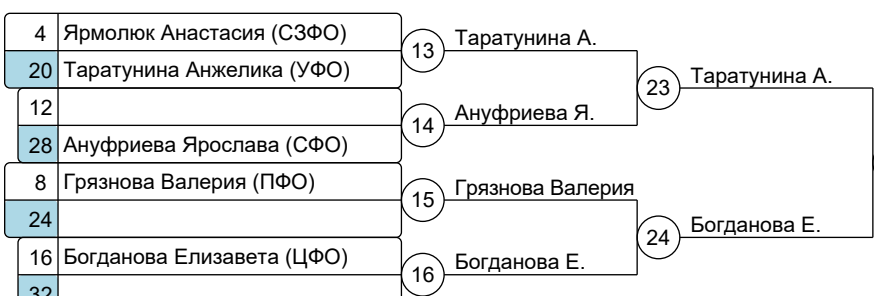 4 Ярмолюк Анастасия (СЗФО)
20 Таратунина Анжелика (УФО)
12
28 Ануфриева Ярослава (СФО)
8 Грязнова Валерия (ПФО)
24
16 Богданова Елизавета (ЦФО)
32
13 Таратунина А.
14 Ануфриева Я.
15 Грязнова Валерия
16 Богданова Е.
23 Таратунина А.
24 Богданова Е.